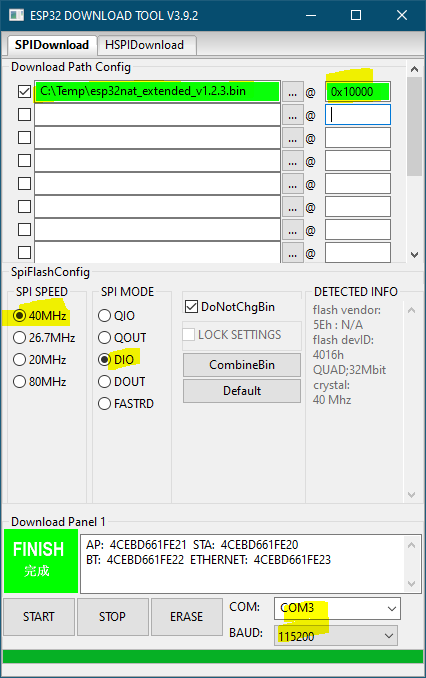 ESP32 DOWNLOAD TOOL V3.9.2
SPIDownload HSPIDownload
Download Path Config
C:\Temp\esp32nat_extended_v1.2.3.bin ... @ 0x10000
... @
... @
... @
... @
... @
... @
... @
SpiFlashConfig
SPI SPEED
40MHz
26.7MHz
20MHz
80MHz
SPI MODE
QIO
QOUT
DIO
DOUT
FASTRD
DoNotChgBin
LOCK SETTINGS
CombineBin
Default
DETECTED INFO
flash vendor:
5Eh : N/A
flash devID:
4016h
QUAD;32Mbit
crystal:
40 Mhz
Download Panel 1
FINISH
完成
AP: 4CEBD661FE21 STA: 4CEBD661FE20
BT: 4CEBD661FE22 ETHERNET: 4CEBD661FE23
START STOP ERASE
COM: COM3
BAUD: 115200